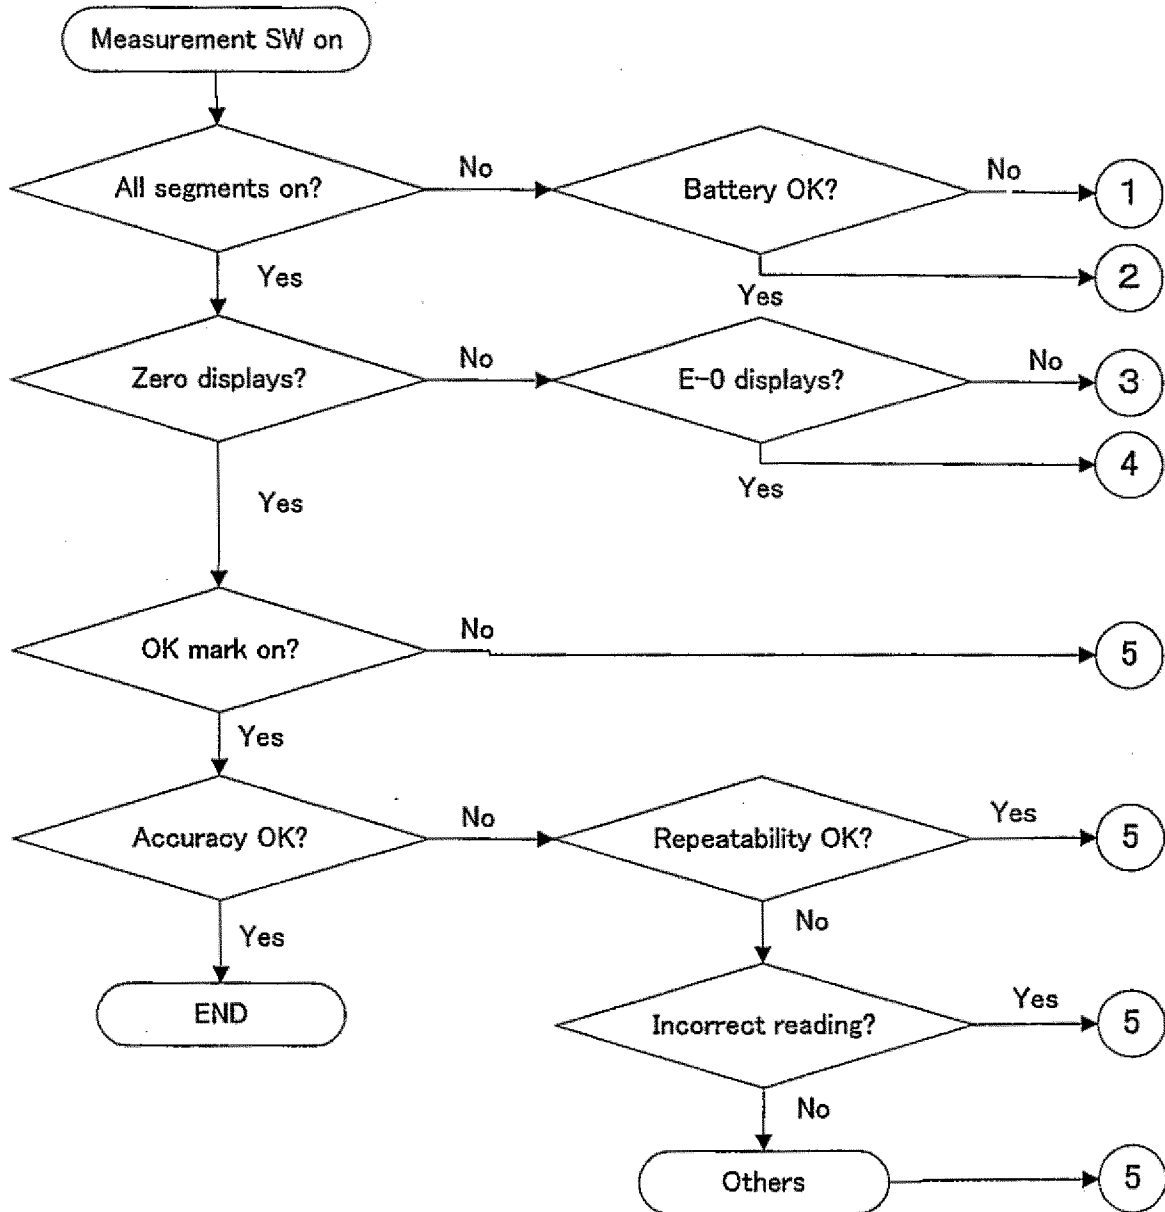 Measurement SW on
All segments on?
No
Battery OK?
No
1
Yes
Yes
2
Zero displays?
No
E-0 displays?
No
3
Yes
Yes
4
OK mark on?
No
5
Yes
Accuracy OK?
No
Repeatability OK?
Yes
5
Yes
No
END
Incorrect reading?
Yes
5
No
Others
5